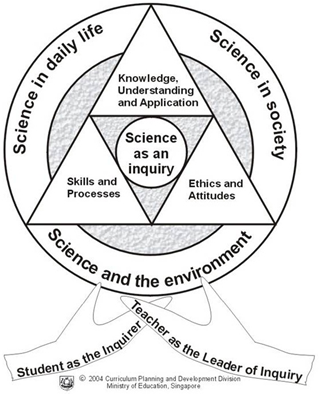 Science in daily life
Science in society
Knowledge,
Understanding
and Application
Science
as an
inquiry
Skills and
Processes
Ethics and
Attitudes
Science and the environment
Student as the Inquirer
Teacher as the Leader of Inquiry
© 2004 Curriculum Planning and Development Division
Ministry of Education, Singapore